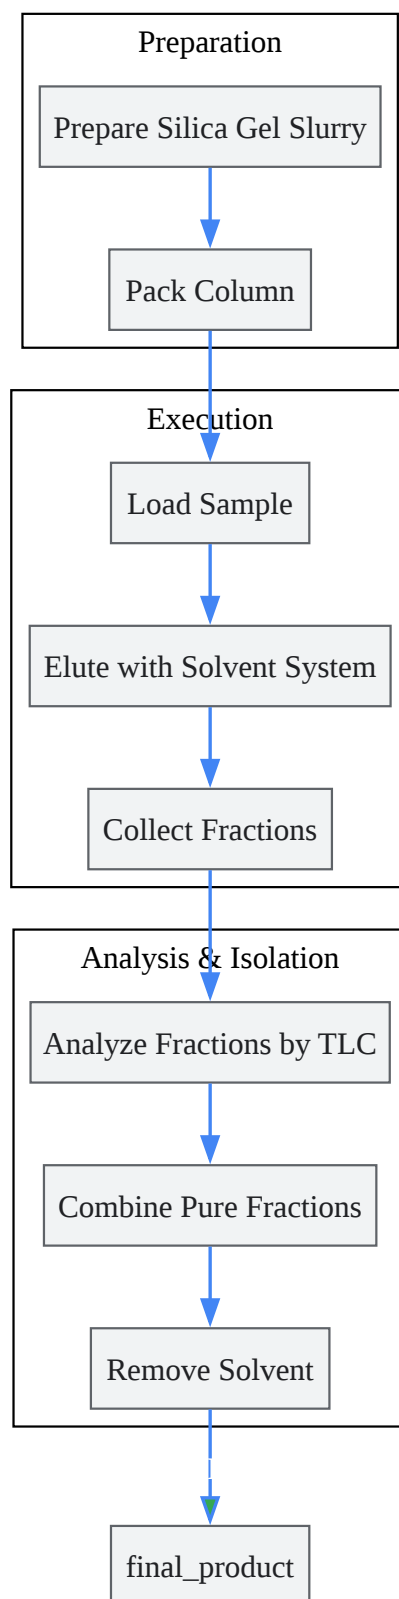 Preparation
Prepare Silica Gel Slurry
Pack Column
Execution
Load Sample
Elute with Solvent System
Collect Fractions
Analysis & Isolation
Analyze Fractions by TLC
Combine Pure Fractions
Remove Solvent
final_product